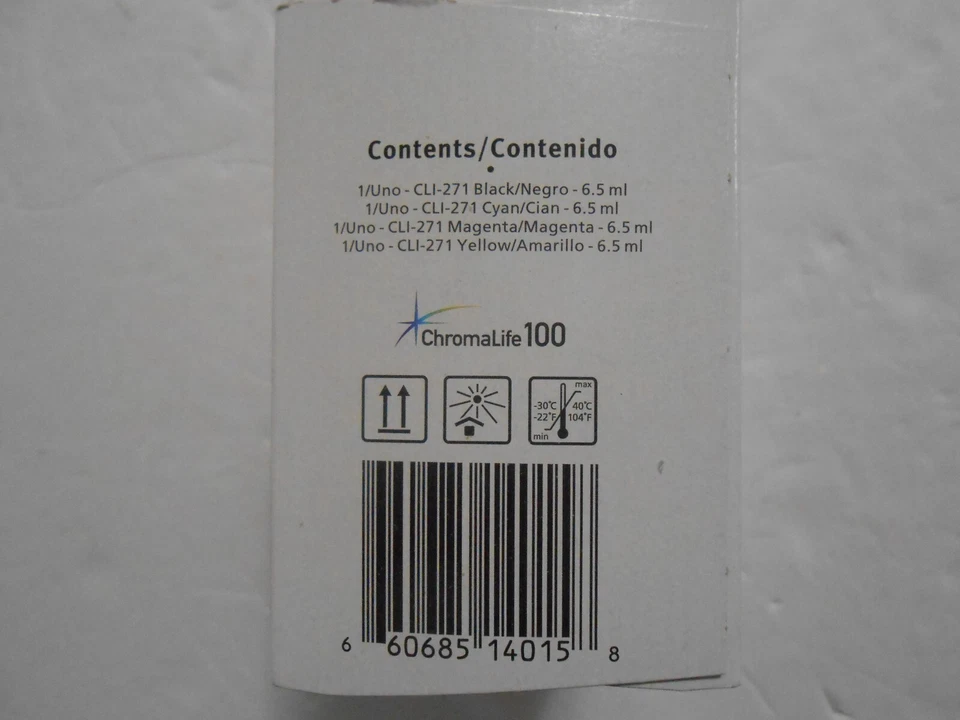 Contents/Contenido
1/Uno - CLI-271 Black/Negro - 6.5 ml
1/Uno - CLI-271 Cyan/Cian - 6.5 ml
1/Uno - CLI-271 Magenta/Magenta - 6.5 ml
1/Uno - CLI-271 Yellow/Amarillo - 6.5 ml
ChromaLife100
max
-30°C 40°C
-22°F 104°F
min
6 60685 14015 8